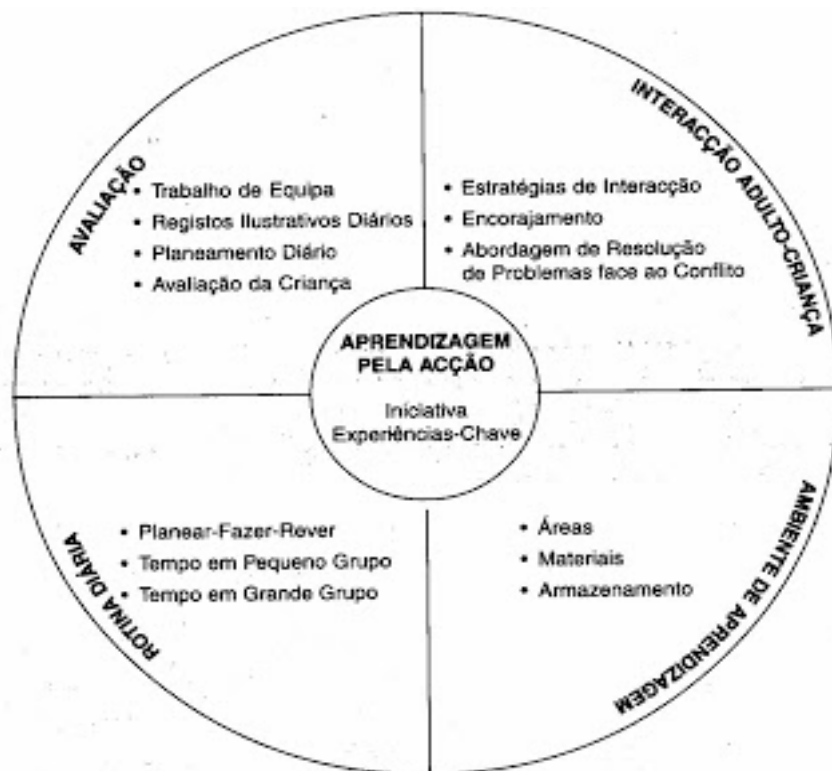 AVALIAÇÃO
• Trabalho de Equipa
• Registos Ilustrativos Diários
• Planeamento Diário
• Avaliação da Criança
INTERACÇÃO ADULTO-CRIANÇA
• Estratégias de Interacção
• Encorajamento
• Abordagem de Resolução
de Problemas face ao Conflito
APRENDIZAGEM
PELA ACÇÃO
Iniciativa
Experiências-Chave
ROTINA DIÁRIA
• Planear-Fazer-Rever
• Tempo em Pequeno Grupo
• Tempo em Grande Grupo
AMBIENTE DE APRENDIZAGEM
• Áreas
• Materiais
• Armazenamento